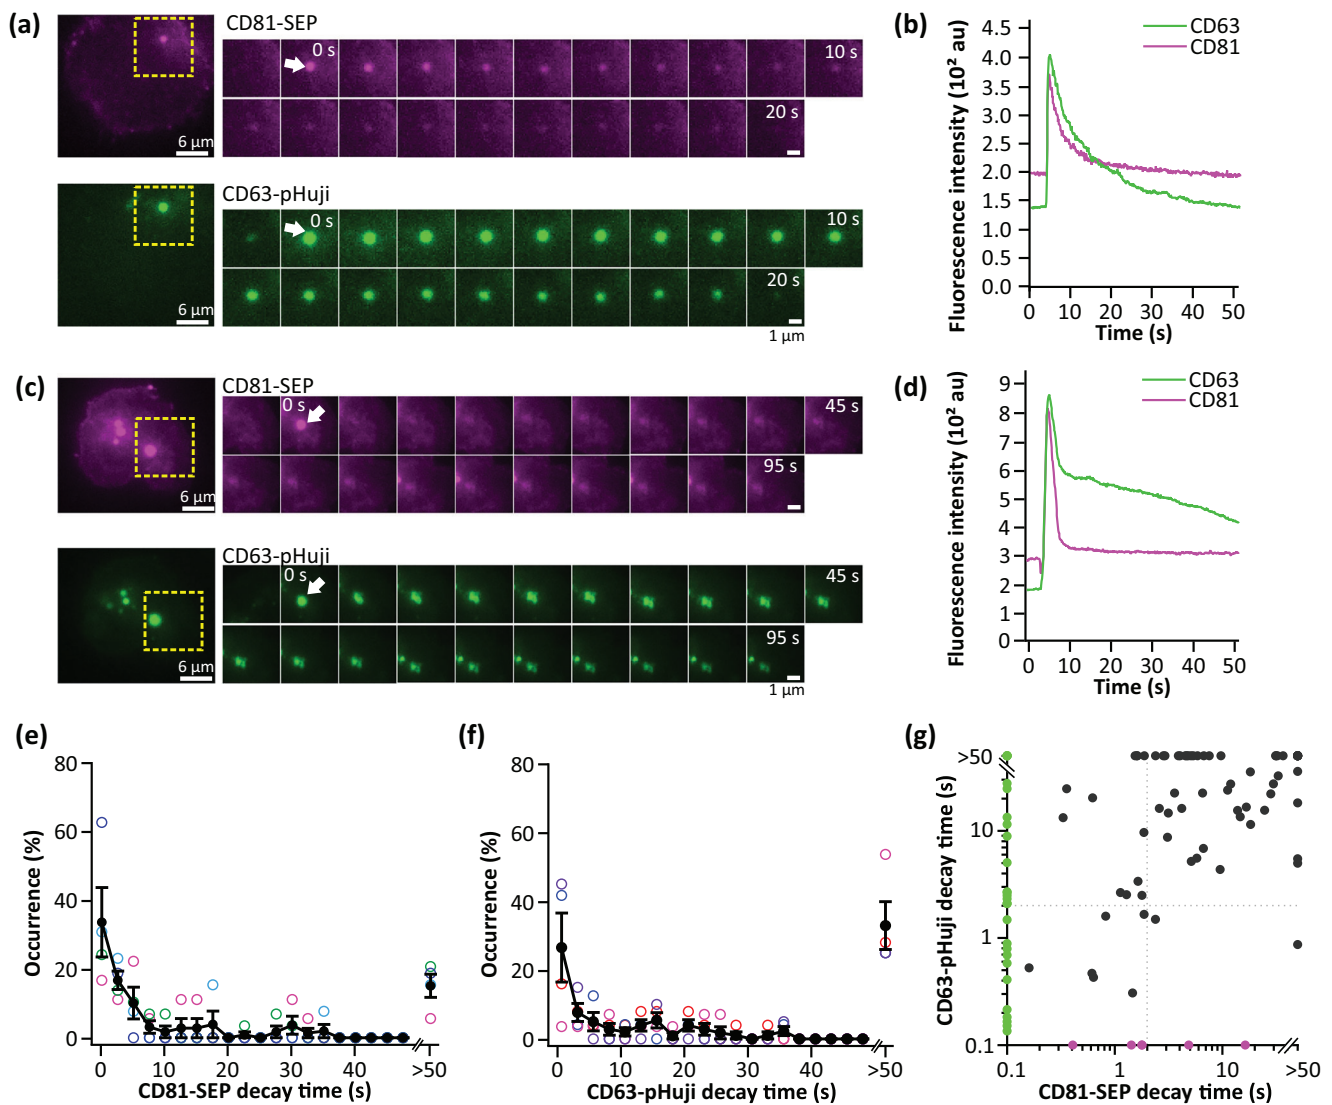 (a)
CD81-SEP
0 s
10 s
20 s
6 µm
CD63-pHuji
0 s
10 s
20 s
6 µm
1 µm
(b)
CD63
CD81
Fluorescence intensity (10² au)
4.5
4.0
3.5
3.0
2.5
2.0
1.5
1.0
0.5
0.0
0 10 20 30 40 50
Time (s)
(c)
CD81-SEP
0 s
45 s
95 s
6 µm
CD63-pHuji
0 s
45 s
95 s
6 µm
1 µm
(d)
CD63
CD81
Fluorescence intensity (10² au)
9
8
7
6
5
4
3
2
1
0
0 10 20 30 40 50
Time (s)
(e)
Occurrence (%)
80
60
40
20
0
0 10 20 30 40 >50
CD81-SEP decay time (s)
(f)
Occurrence (%)
80
60
40
20
0
0 10 20 30 40 >50
CD63-pHuji decay time (s)
(g)
CD63-pHuji decay time (s)
>50
10
1
0.1
0.1 1 10 >50
CD81-SEP decay time (s)